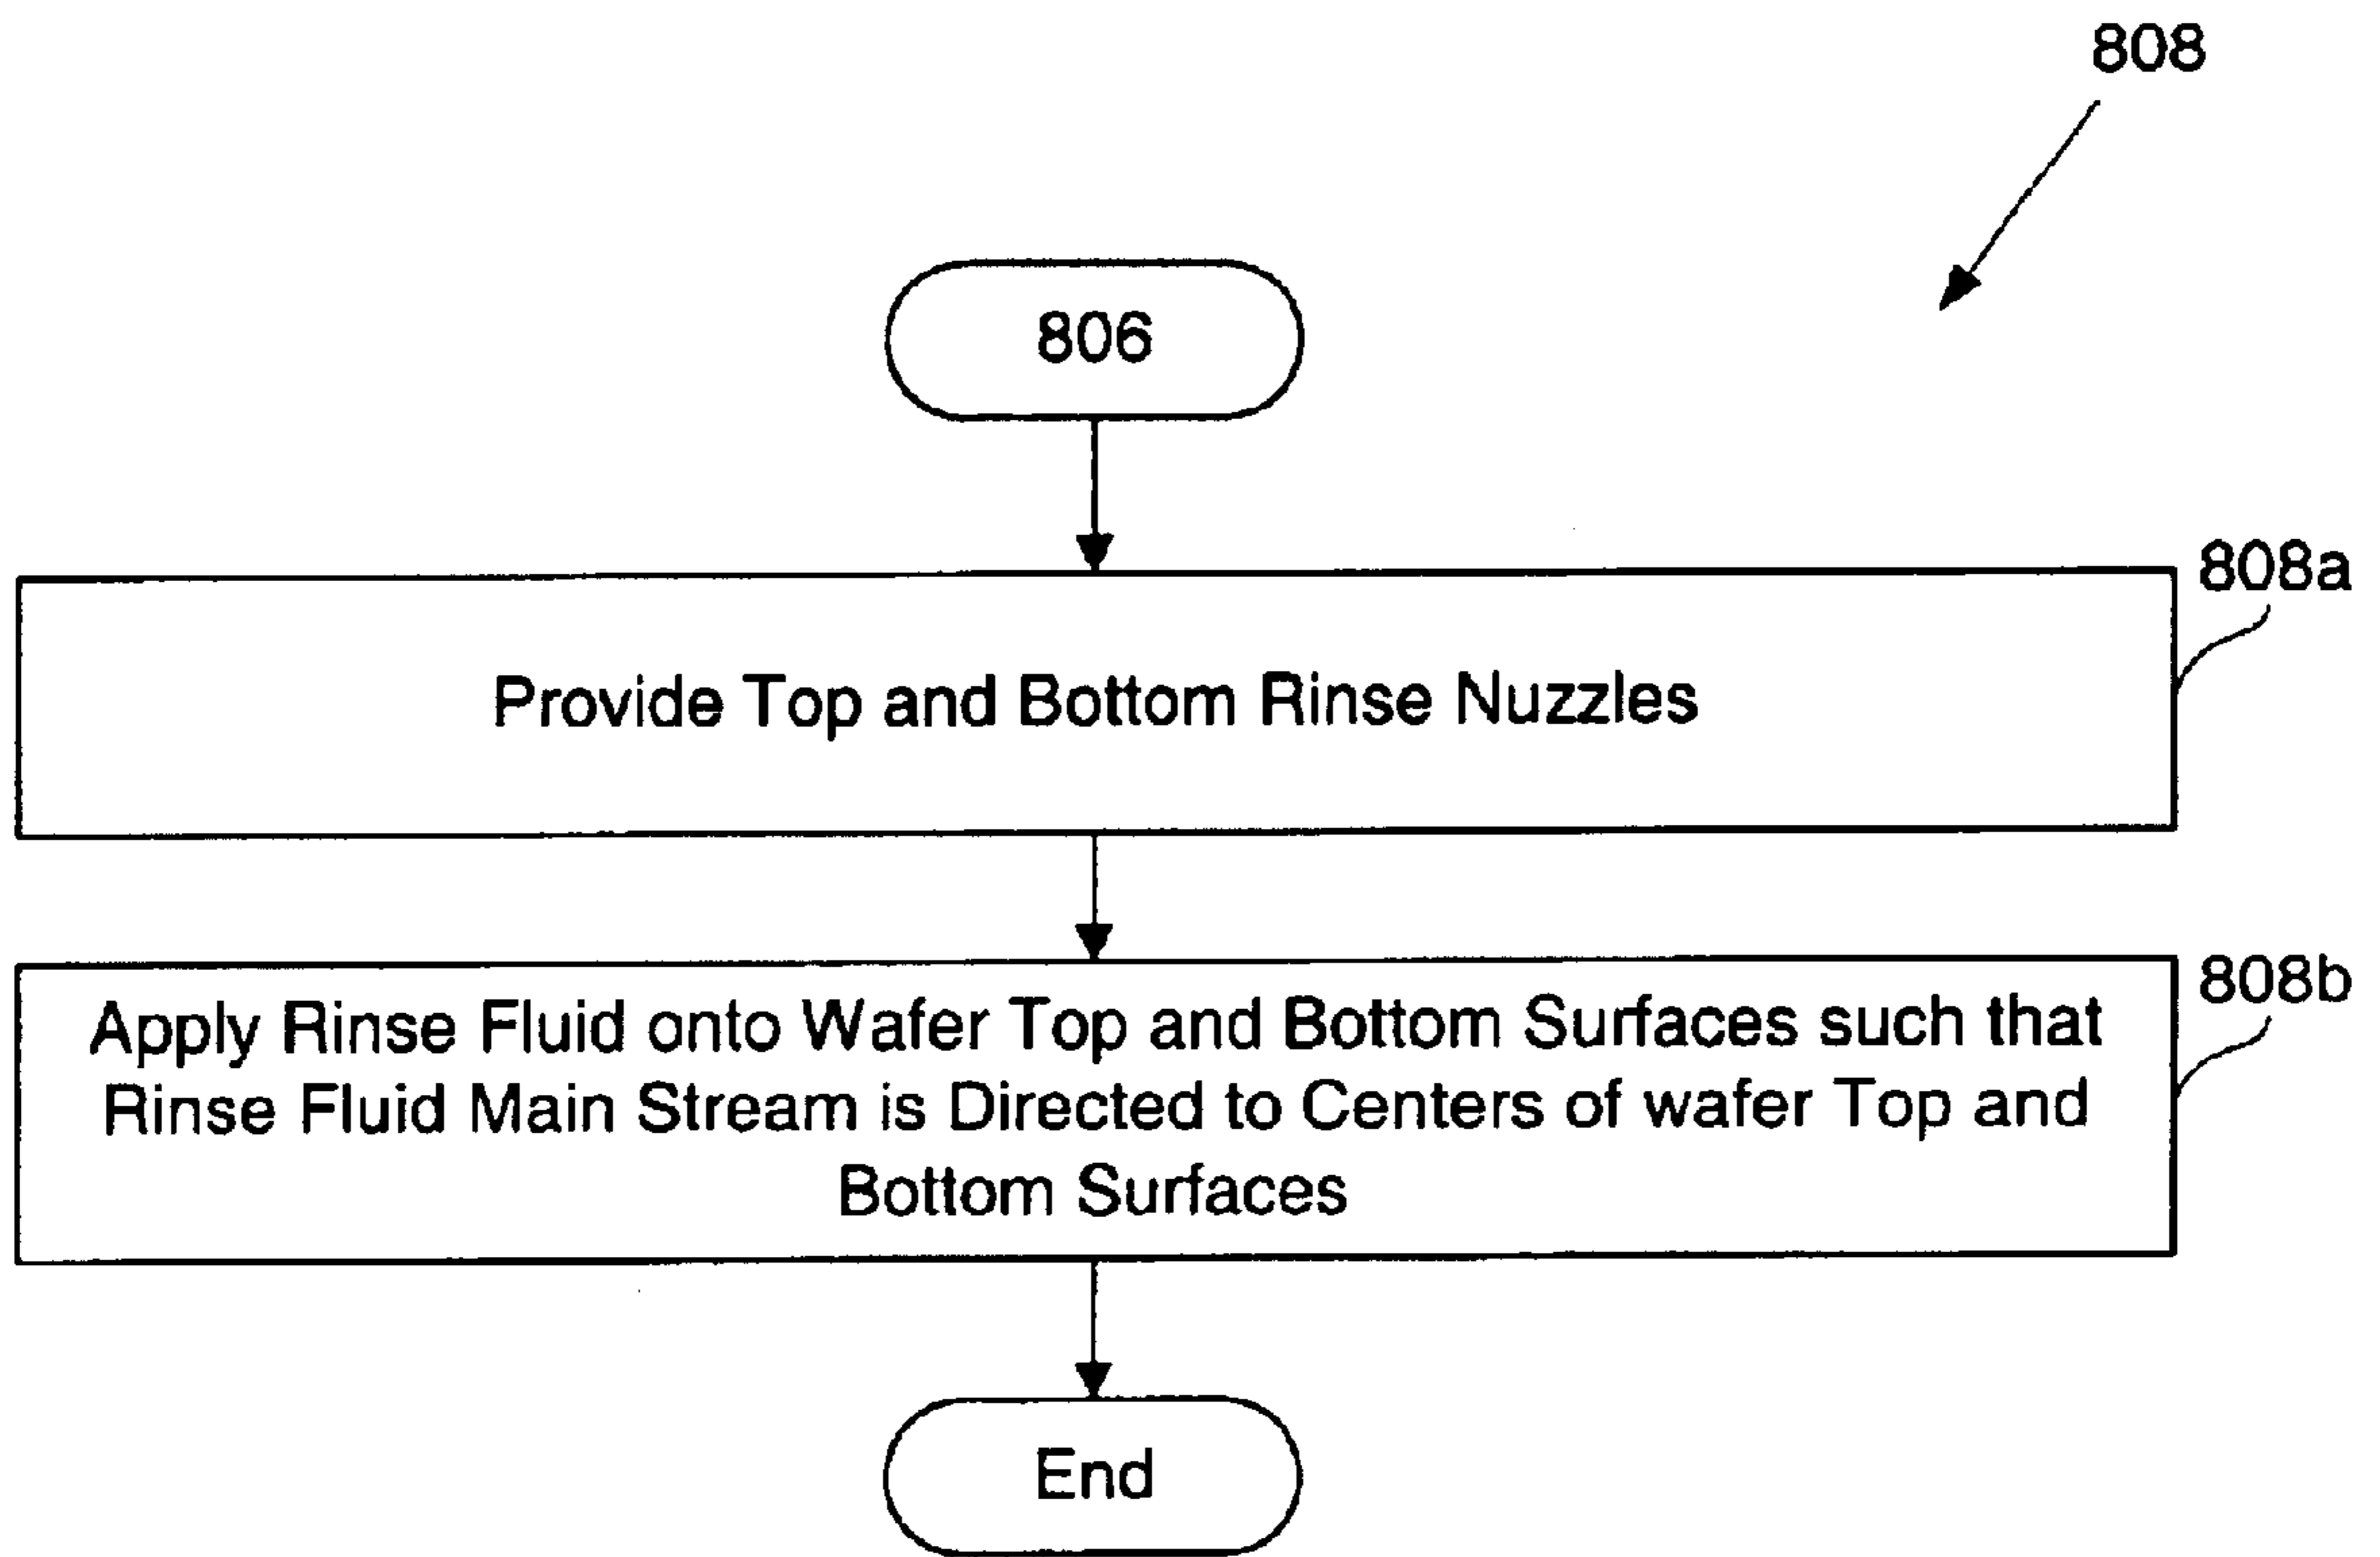 808
806
808a
Provide Top and Bottom Rinse Nuzzles
808b
Apply Rinse Fluid onto Wafer Top and Bottom Surfaces such that
Rinse Fluid Main Stream is Directed to Centers of wafer Top and
Bottom Surfaces
End